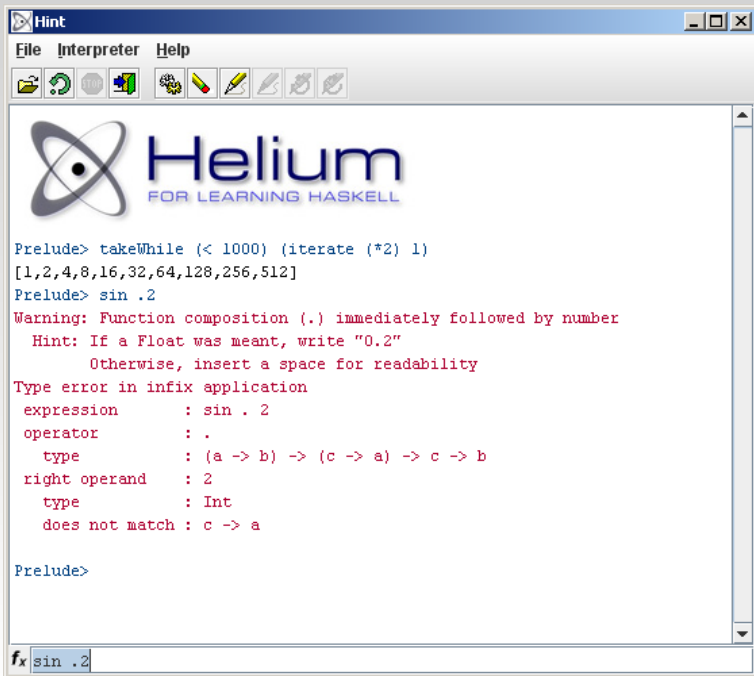 Hint
File Interpreter Help
STOP
Helium
FOR LEARNING HASKELL
Prelude> takeWhile (< 1000) (iterate (*2) 1)
[1,2,4,8,16,32,64,128,256,512]
Prelude> sin .2
Warning: Function composition (.) immediately followed by number
  Hint: If a Float was meant, write "0.2"
        Otherwise, insert a space for readability
Type error in infix application
 expression       : sin . 2
 operator         : .
   type           : (a -> b) -> (c -> a) -> c -> b
 right operand    : 2
   type           : Int
   does not match : c -> a
Prelude>
fx sin .2